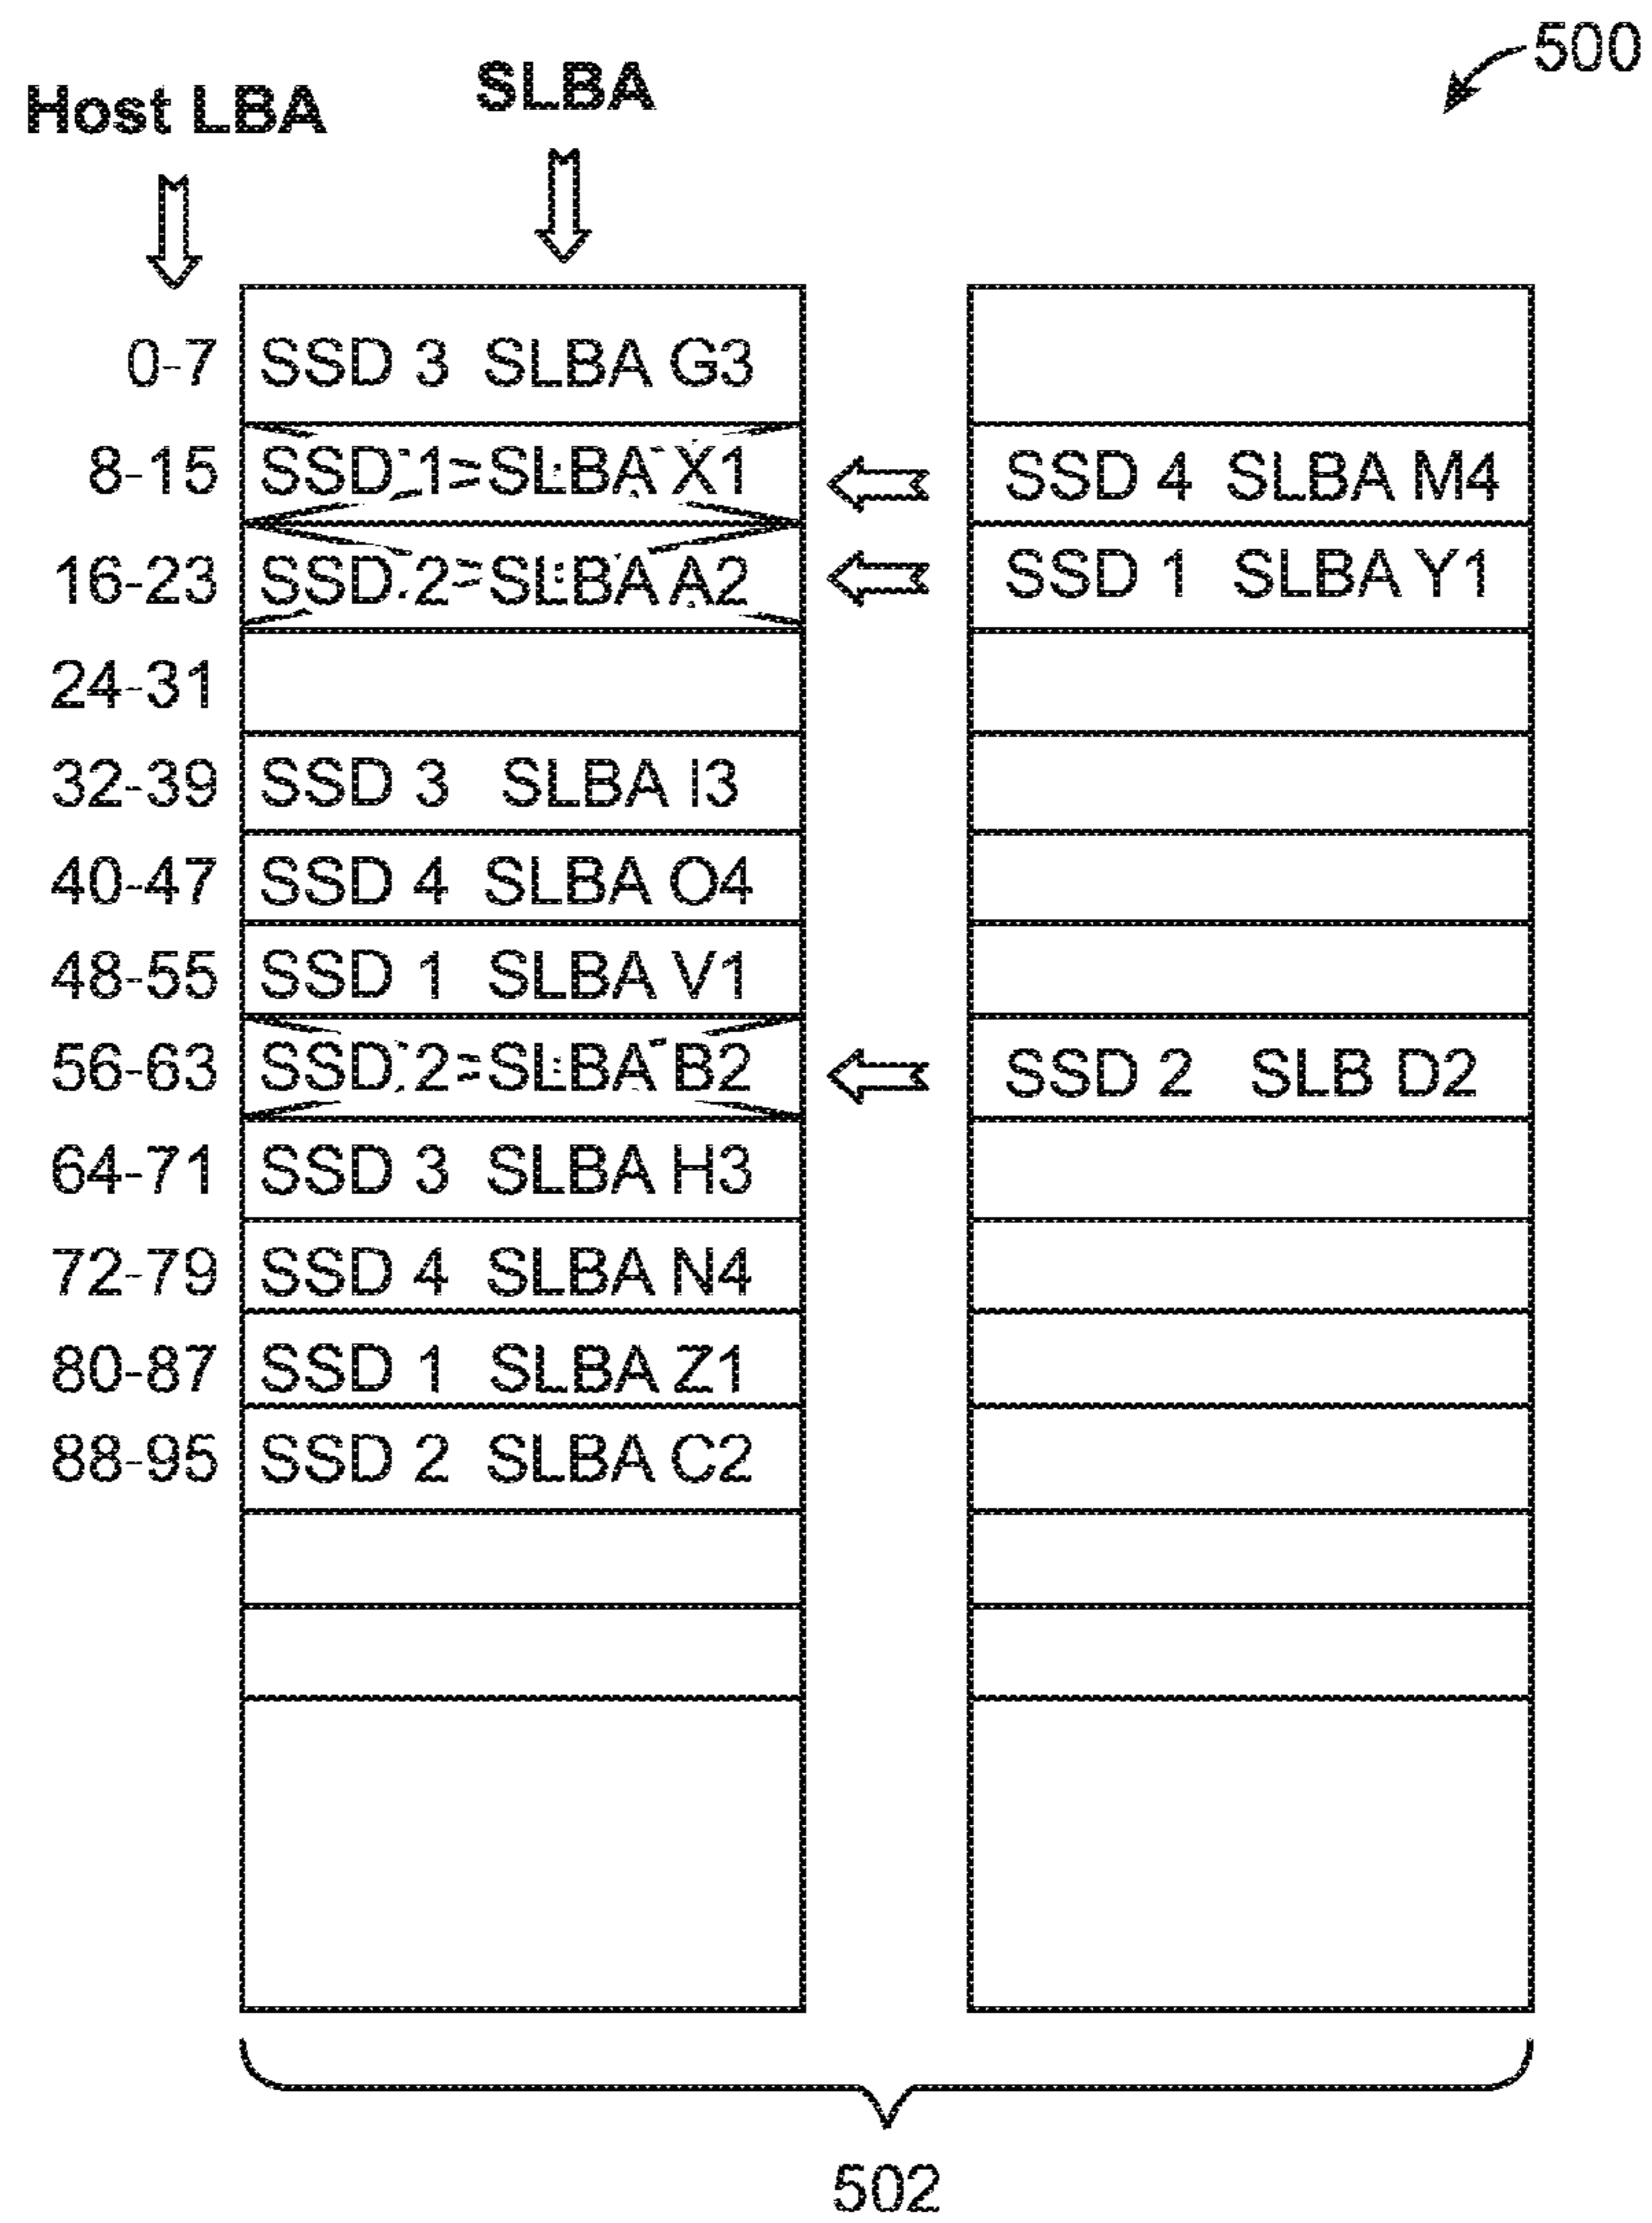 500
Host LBA SLBA
0-7 SSD 3 SLBA G3
8-15 SSD 1 SLBA X1 SSD 4 SLBA M4
16-23 SSD 2 SLBA A2 SSD 1 SLBA Y1
24-31
32-39 SSD 3 SLBA I3
40-47 SSD 4 SLBA O4
48-55 SSD 1 SLBA V1
56-63 SSD 2 SLBA B2 SSD 2 SLB D2
64-71 SSD 3 SLBA H3
72-79 SSD 4 SLBA N4
80-87 SSD 1 SLBA Z1
88-95 SSD 2 SLBA C2
502